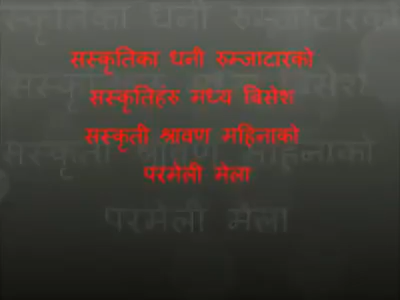 सस्कृतिका धनी रुम्जाटारको
सस्कृतिहरु मध्य बिसेश
सस्कृती श्रावण महिनाको
परमेली मेला